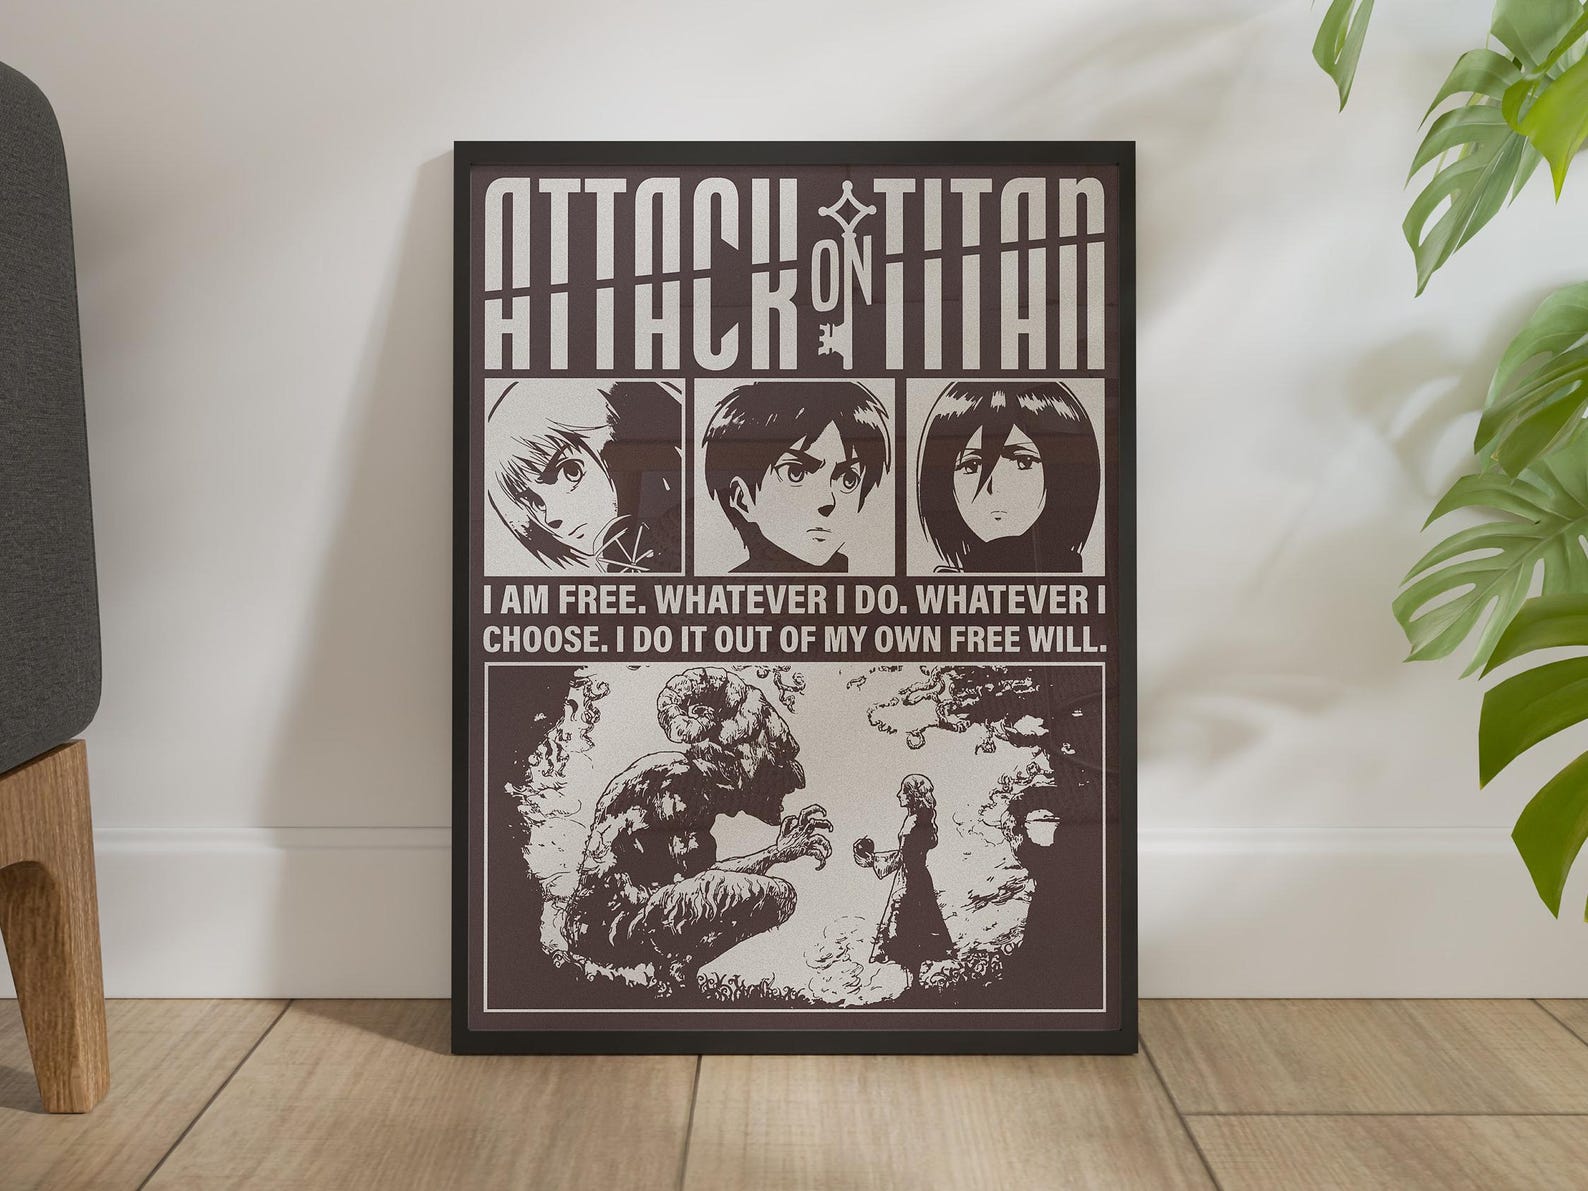 ATTACK ON TITAN
I AM FREE. WHATEVER I DO. WHATEVER I
CHOOSE. I DO IT OUT OF MY OWN FREE WILL.